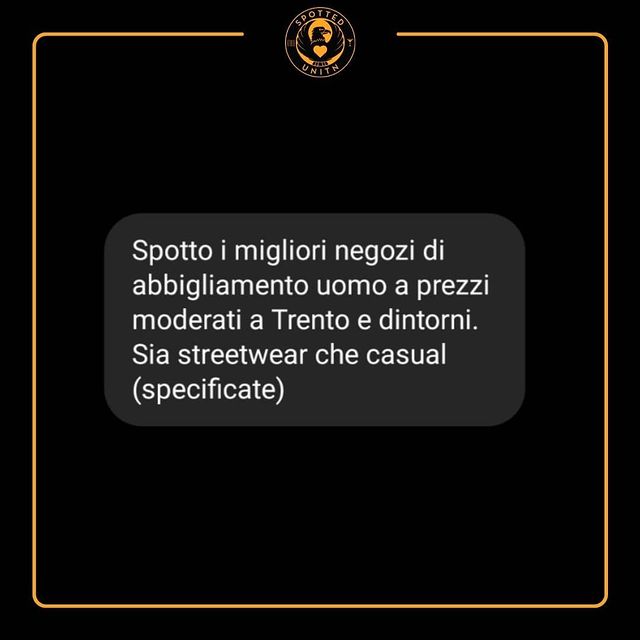 SPOTTED
UNITN
Spotto i migliori negozi di
abbigliamento uomo a prezzi
moderati a Trento e dintorni.
Sia streetwear che casual
(specificate)